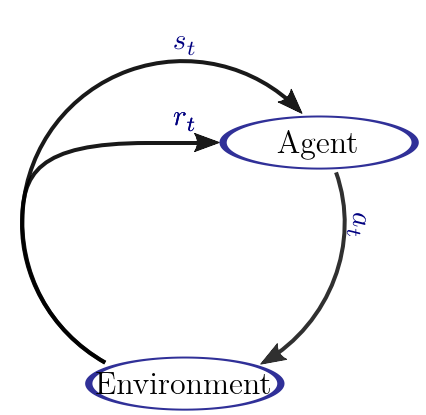 s_t
r_t
Agent
a_t
Environment